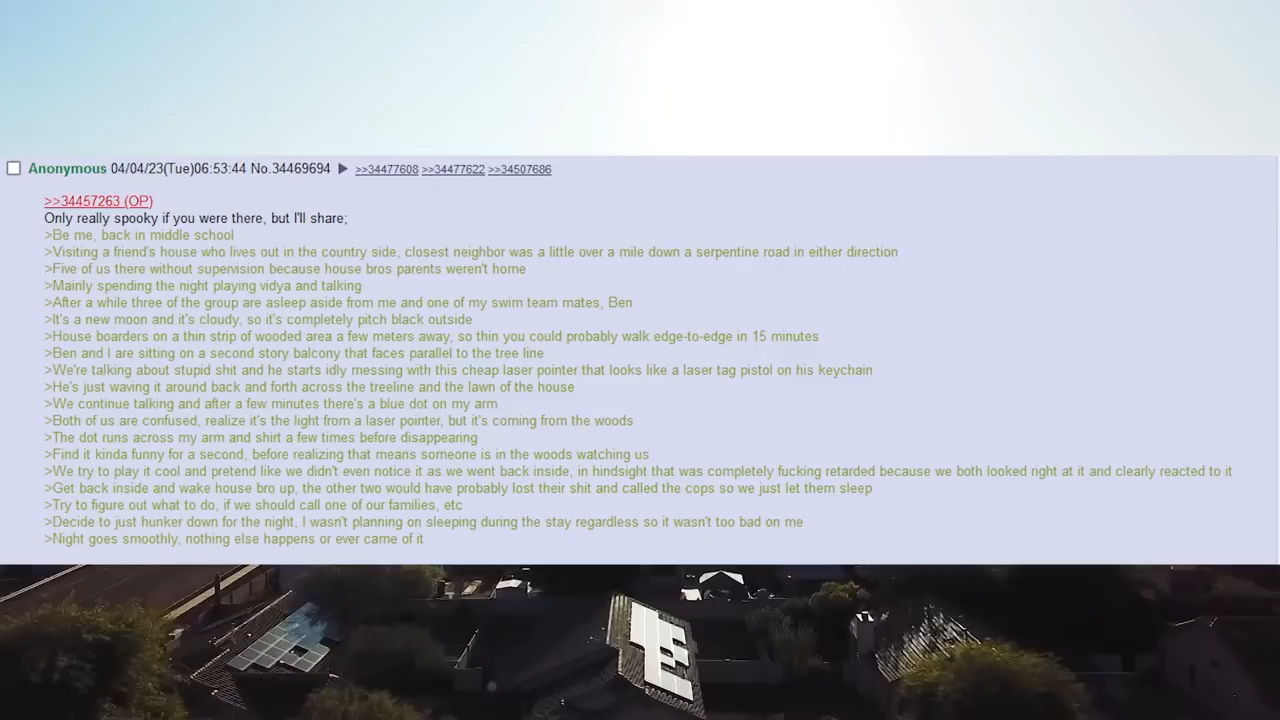 Anonymous 04/04/23(Tue)06:53:44 No.34469694 ▶ >>34477608 >>34477622 >>34507686
>>34457263 (OP)
Only really spooky if you were there, but I'll share;
>Be me, back in middle school
>Visiting a friend's house who lives out in the country side, closest neighbor was a little over a mile down a serpentine road in either direction
>Five of us there without supervision because house bros parents weren't home
>Mainly spending the night playing vidya and talking
>After a while three of the group are asleep aside from me and one of my swim team mates, Ben
>It's a new moon and it's cloudy, so it's completely pitch black outside
>House boarders on a thin strip of wooded area a few meters away, so thin you could probably walk edge-to-edge in 15 minutes
>Ben and I are sitting on a second story balcony that faces parallel to the tree line
>We're talking about stupid shit and he starts idly messing with this cheap laser pointer that looks like a laser tag pistol on his keychain
>He's just waving it around back and forth across the treeline and the lawn of the house
>We continue talking and after a few minutes there's a blue dot on my arm
>Both of us are confused, realize it's the light from a laser pointer, but it's coming from the woods
>The dot runs across my arm and shirt a few times before disappearing
>Find it kinda funny for a second, before realizing that means someone is in the woods watching us
>We try to play it cool and pretend like we didn't even notice it as we went back inside, in hindsight that was completely fucking retarded because we both looked right at it and clearly reacted to it
>Get back inside and wake house bro up, the other two would have probably lost their shit and called the cops so we just let them sleep
>Try to figure out what to do, if we should call one of our families, etc
>Decide to just hunker down for the night, I wasn't planning on sleeping during the stay regardless so it wasn't too bad on me
>Night goes smoothly, nothing else happens or ever came of it